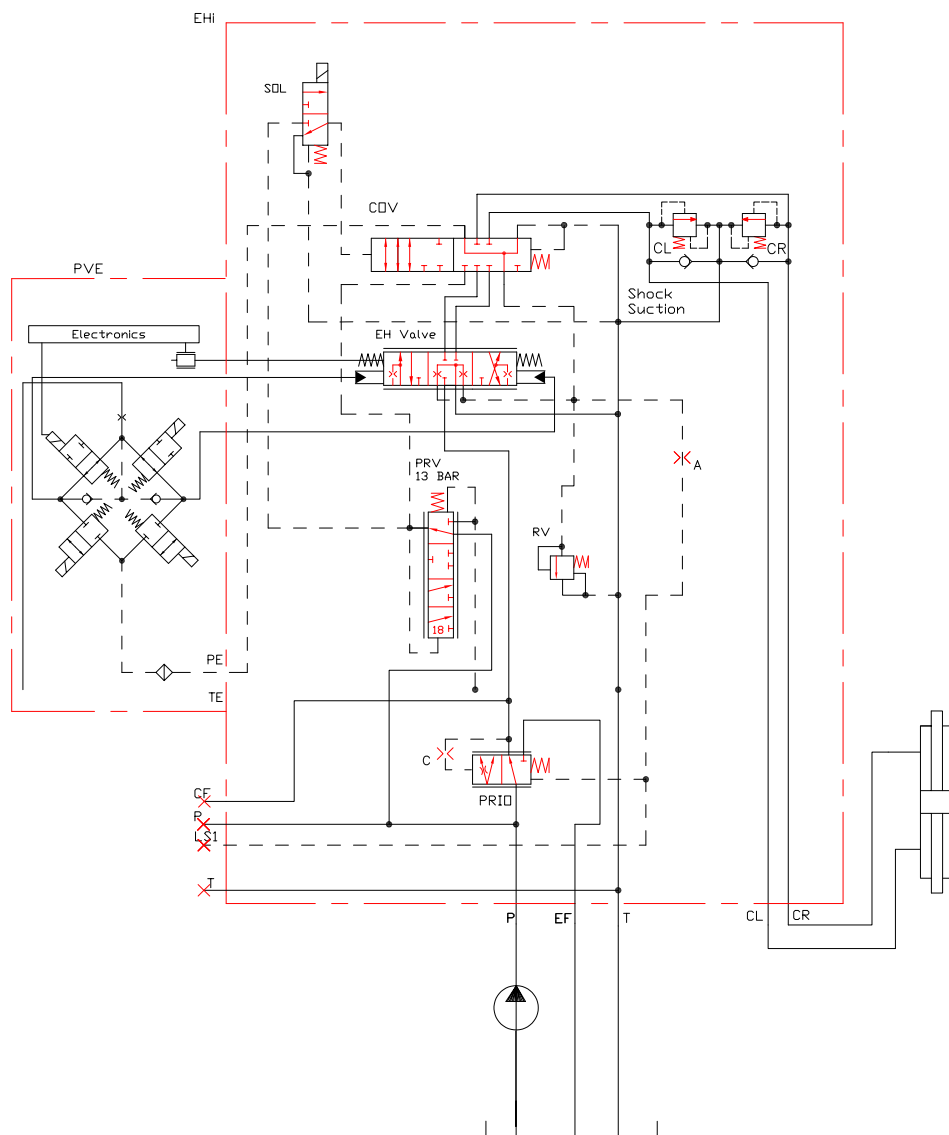 EHi
SOL
COV
PVE
CL
CR
Shock
Suction
Electronics
EH Valve
PRV
13 BAR
A
RV
18
PE
TE
C
PRIO
CF
P
LS1
T
P
EF
T
CL
CR